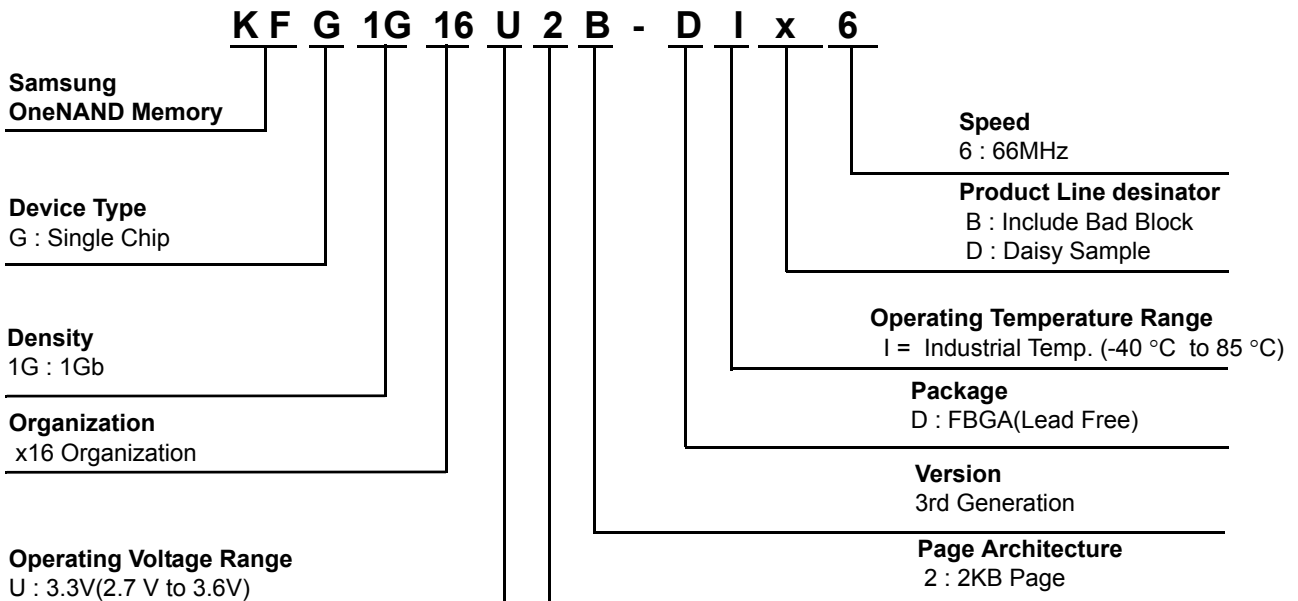 K F G 1G 16 U 2 B - D I x 6
Samsung
OneNAND Memory
Device Type
G : Single Chip
Density
1G : 1Gb
Organization
x16 Organization
Operating Voltage Range
U : 3.3V(2.7 V to 3.6V)
Speed
6 : 66MHz
Product Line desinator
B : Include Bad Block
D : Daisy Sample
Operating Temperature Range
I = Industrial Temp. (-40 °C to 85 °C)
Package
D : FBGA(Lead Free)
Version
3rd Generation
Page Architecture
2 : 2KB Page